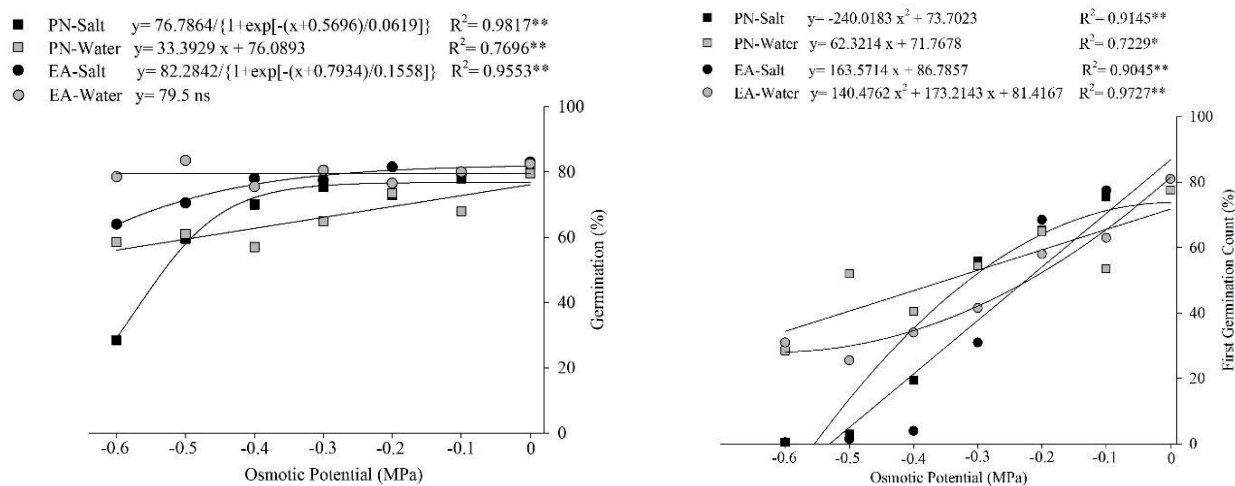 PN-Salt y= 76.7864/{1+exp[-(x+0.5696)/0.0619]} R²= 0.9817**
PN-Water y= 33.3929 x + 76.0893 R²= 0.7696**
EA-Salt y= 82.2842/{1+exp[-(x+0.7934)/0.1558]} R²= 0.9553**
EA-Water y= 79.5 ns
100
80
60
40
20
0
Germination (%)
-0.6 -0.5 -0.4 -0.3 -0.2 -0.1 0
Osmotic Potential (MPa)
PN-Salt y= -240.0183 x² + 73.7023 R²= 0.9145**
PN-Water y= 62.3214 x + 71.7678 R²= 0.7229*
EA-Salt y= 163.5714 x + 86.7857 R²= 0.9045**
EA-Water y= 140.4762 x² + 173.2143 x + 81.4167 R²= 0.9727**
100
80
60
40
20
0
First Germination Count (%)
-0.6 -0.5 -0.4 -0.3 -0.2 -0.1 0
Osmotic Potential (MPa)